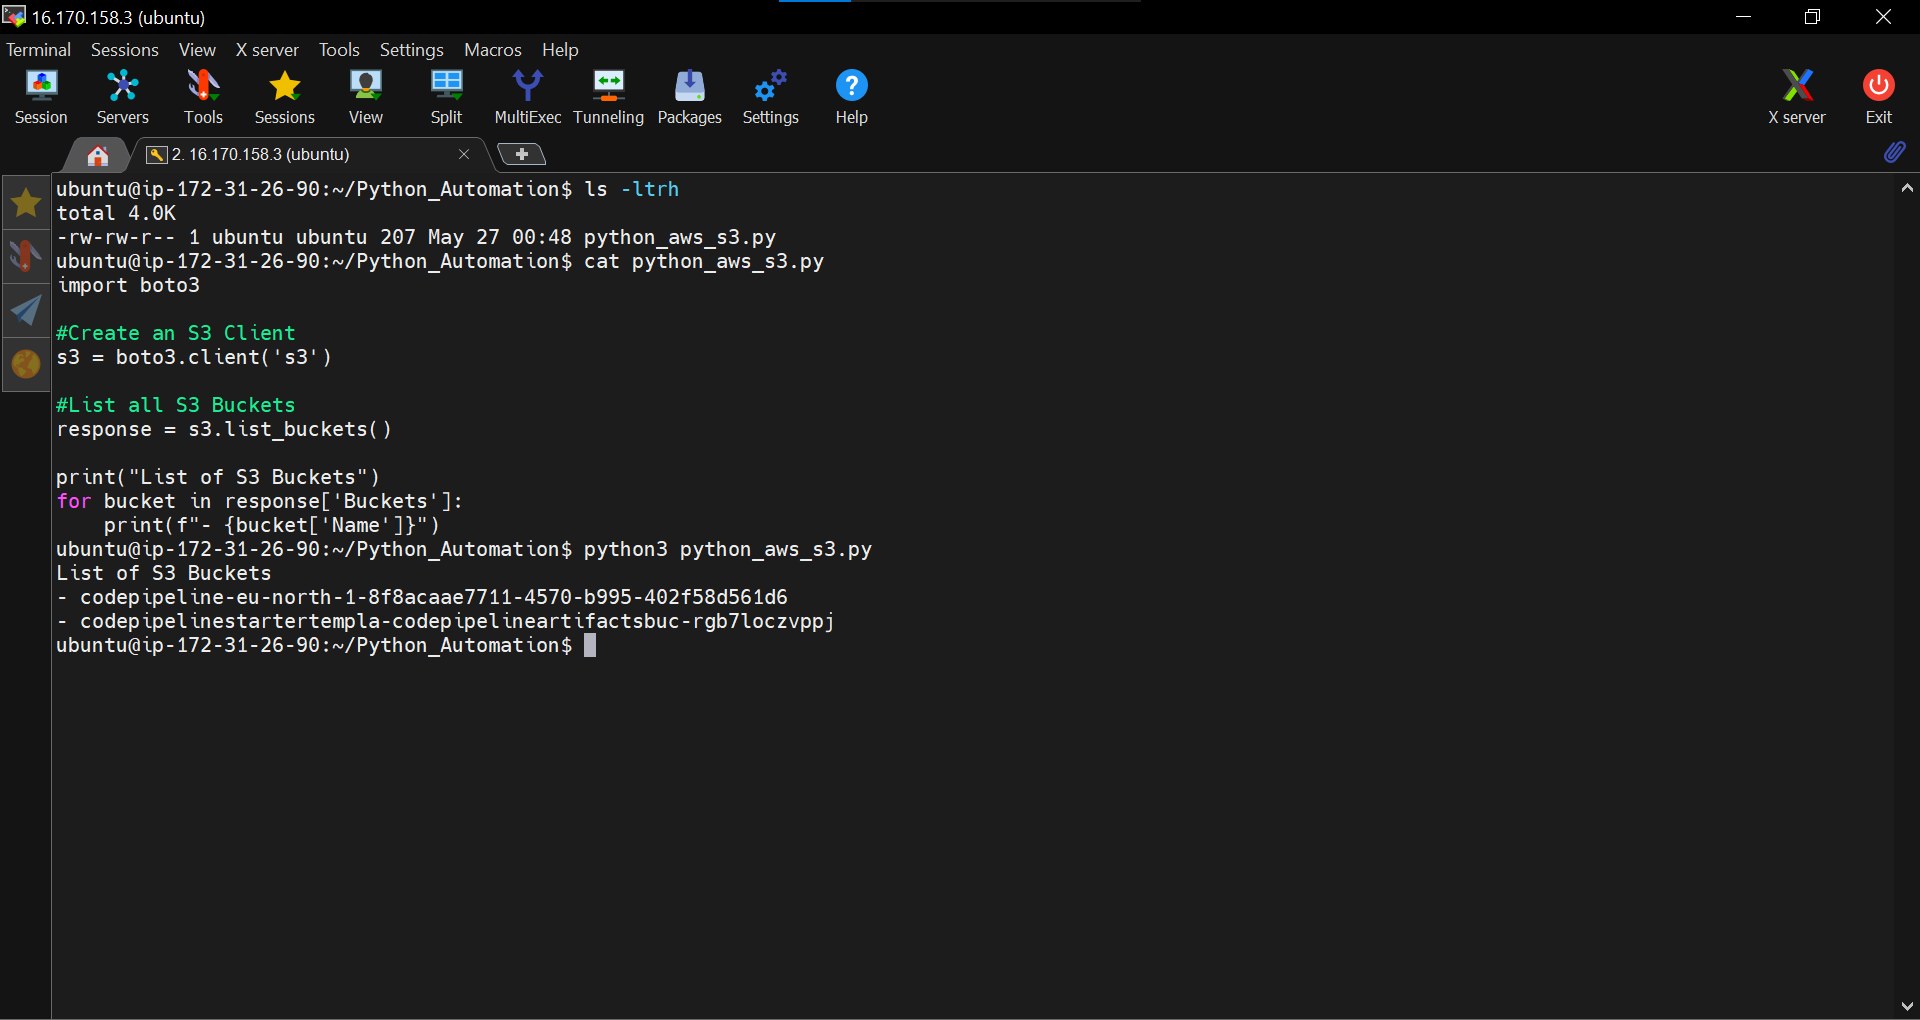 16.170.158.3 (ubuntu)
Terminal Sessions View X server Tools Settings Macros Help
Session Servers Tools Sessions View Split MultiExec Tunneling Packages Settings Help X server Exit
2. 16.170.158.3 (ubuntu)
ubuntu@ip-172-31-26-90:~/Python_Automation$ ls -ltrh
total 4.0K
-rw-rw-r-- 1 ubuntu ubuntu 207 May 27 00:48 python_aws_s3.py
ubuntu@ip-172-31-26-90:~/Python_Automation$ cat python_aws_s3.py
import boto3
#Create an S3 Client
s3 = boto3.client('s3')
#List all S3 Buckets
response = s3.list_buckets()
print("List of S3 Buckets")
for bucket in response['Buckets']:
    print(f"- {bucket['Name']}")
ubuntu@ip-172-31-26-90:~/Python_Automation$ python3 python_aws_s3.py
List of S3 Buckets
- codepipeline-eu-north-1-8f8acaae7711-4570-b995-402f58d561d6
- codepipelinestartertempla-codepipelineartifactsbuc-rgb7loczvppj
ubuntu@ip-172-31-26-90:~/Python_Automation$